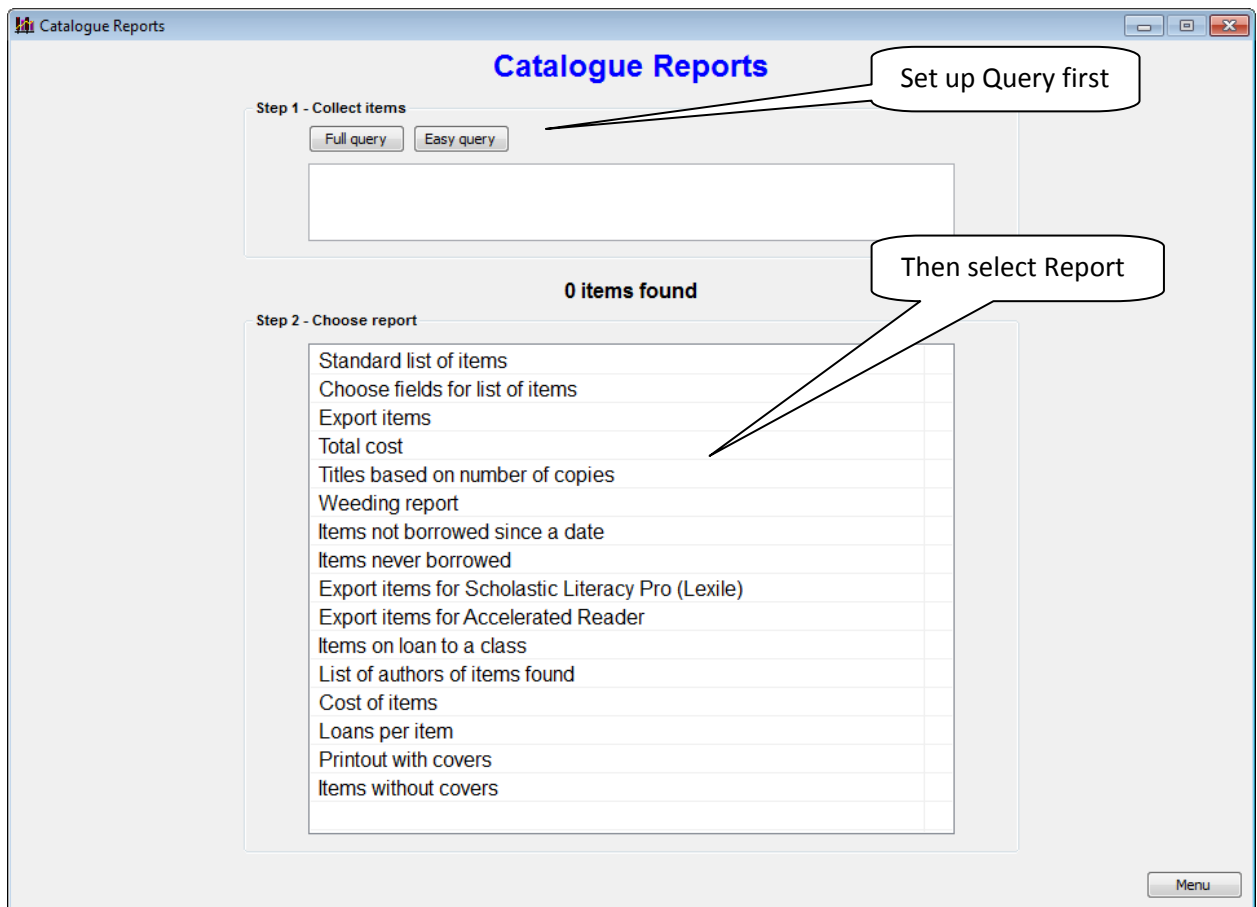 Catalogue Reports
Catalogue Reports
Set up Query first
Step 1 - Collect items
Full query Easy query
Then select Report
0 items found
Step 2 - Choose report
Standard list of items
Choose fields for list of items
Export items
Total cost
Titles based on number of copies
Weeding report
Items not borrowed since a date
Items never borrowed
Export items for Scholastic Literacy Pro (Lexile)
Export items for Accelerated Reader
Items on loan to a class
List of authors of items found
Cost of items
Loans per item
Printout with covers
Items without covers
Menu